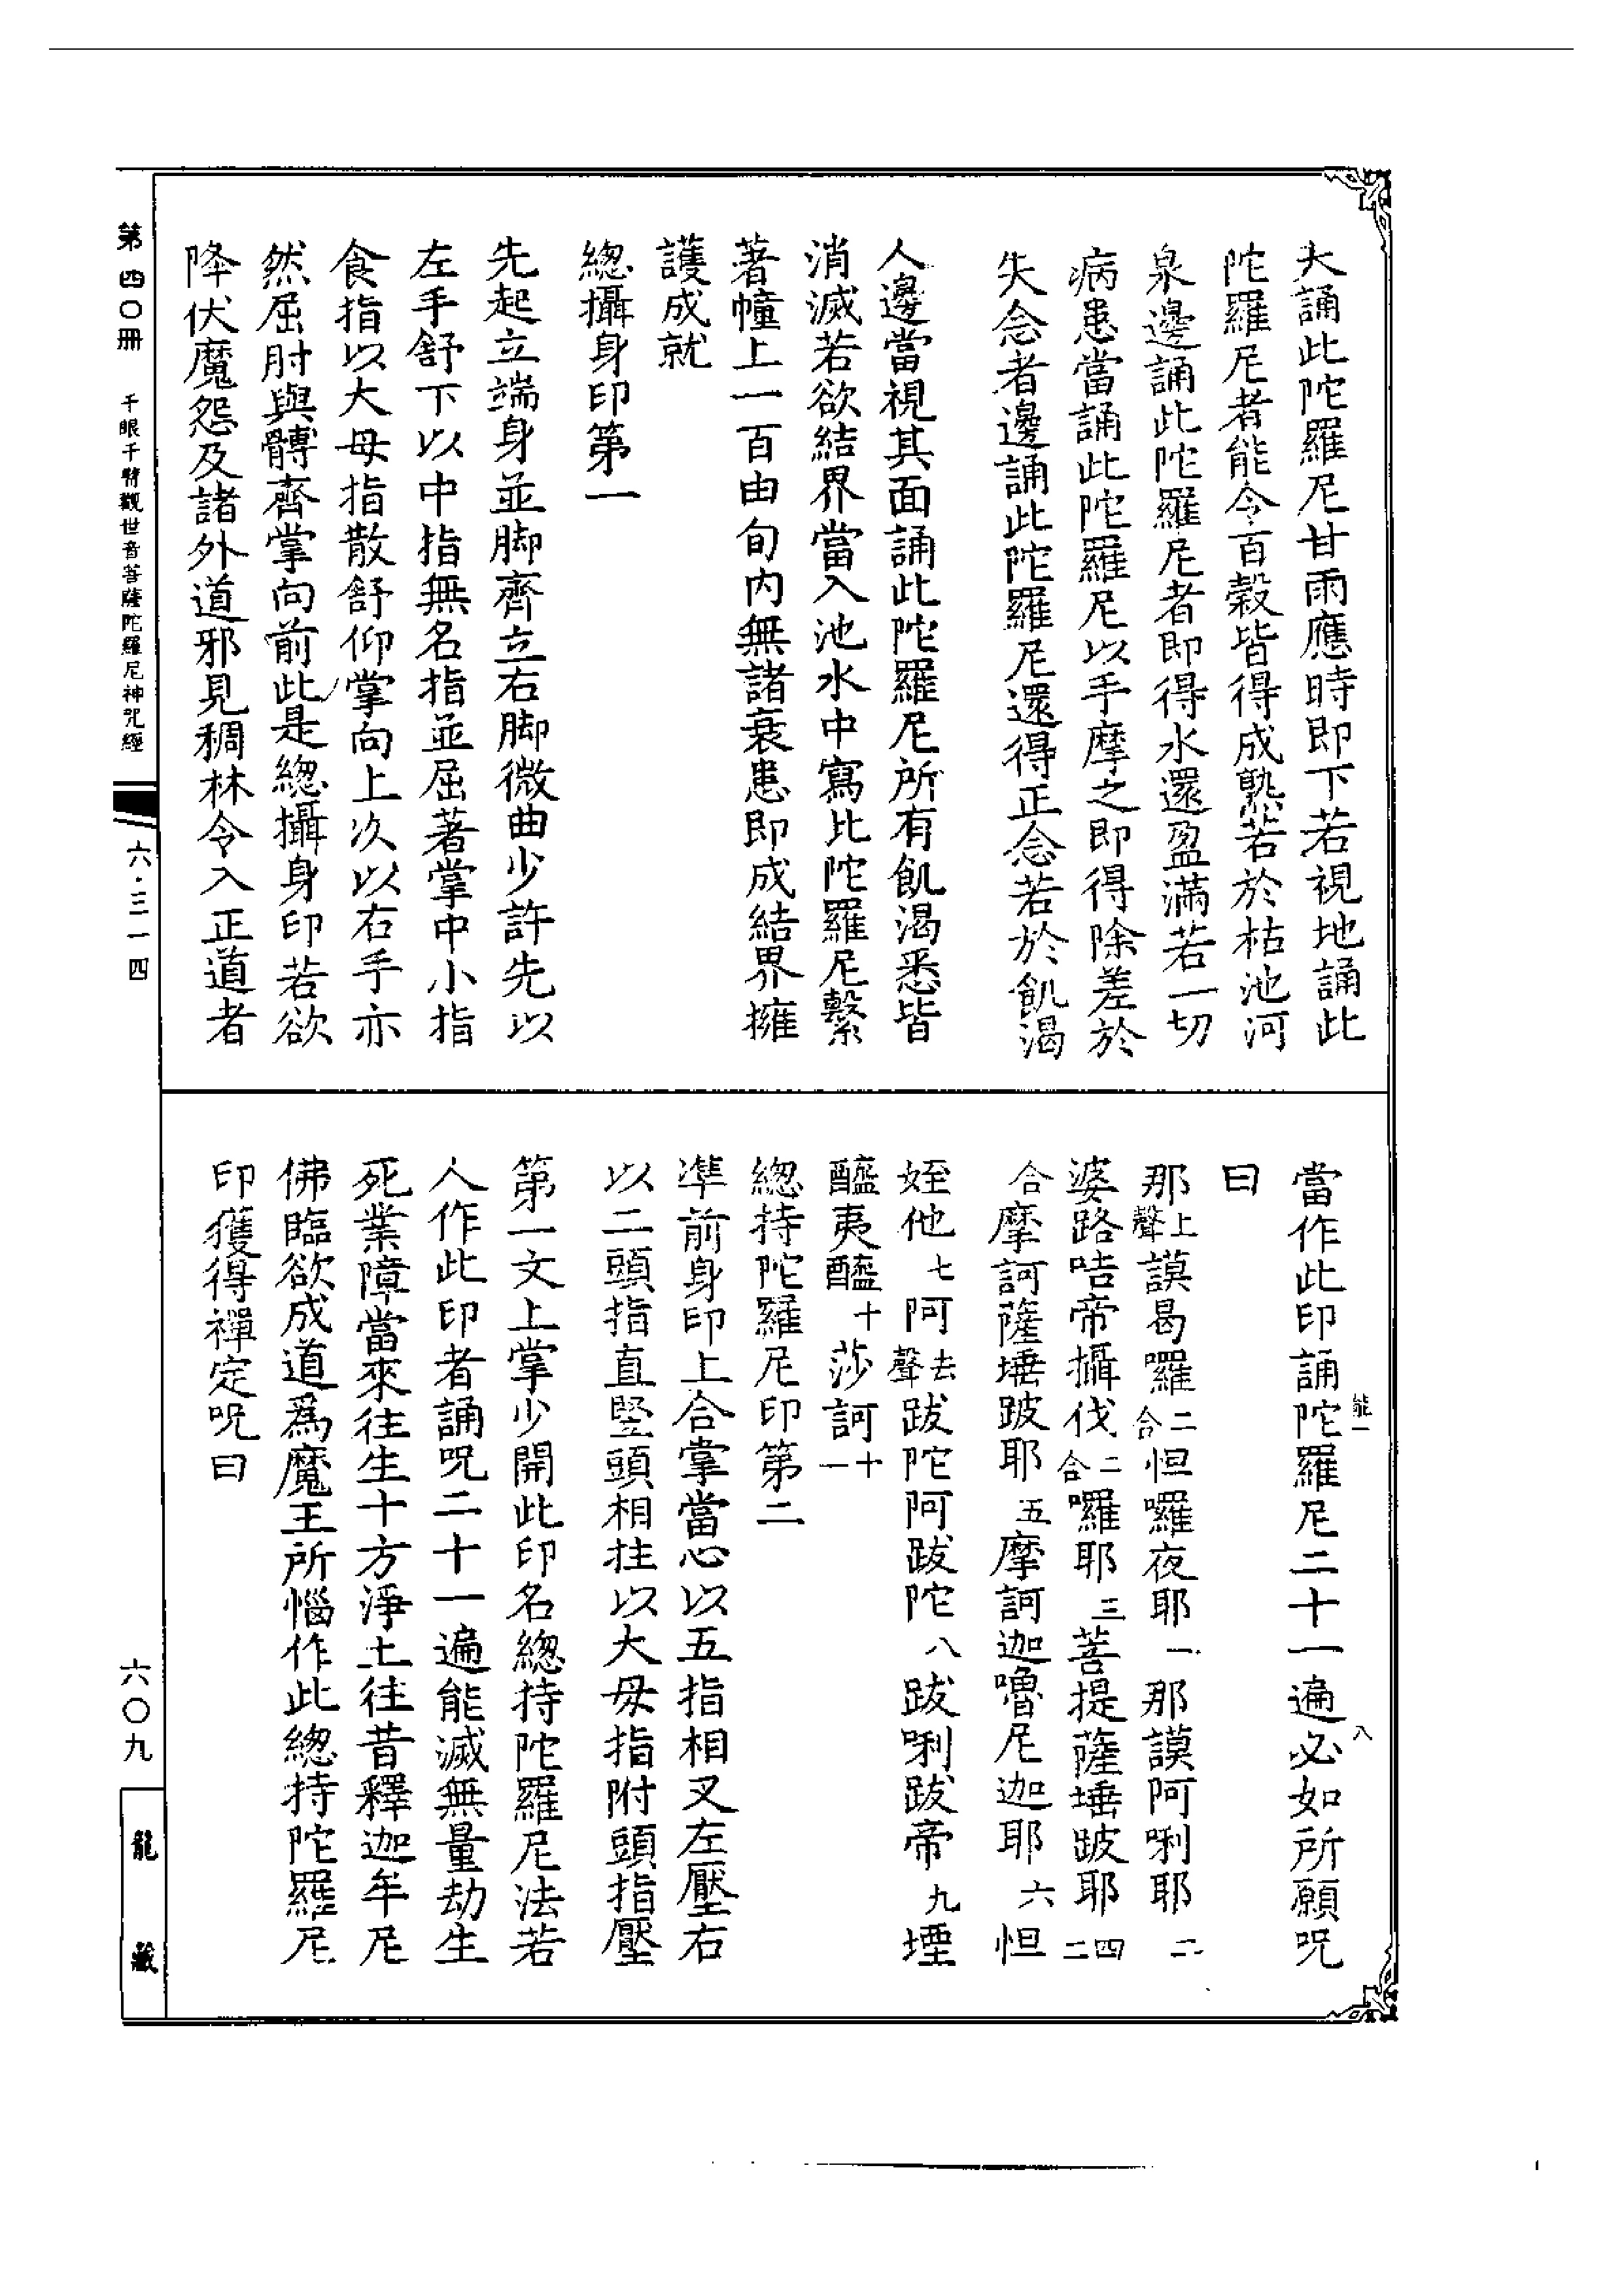 大誦此陀羅尼甘雨應時即下若視地誦此
陀羅尼者能令百穀皆得成熟若於枯池河
泉邊誦此陀羅尼者即得水還盈滿若一切
病患當誦此陀羅尼以手摩之即得除差於
失念者邊誦此陀羅尼還得正念若於飢渴
人邊當視其面誦此陀羅尼所有飢渴悉皆
消滅若欲結界當入池水中寫比陀羅尼繫
著幢上一百由旬内無諸衰患即成結界擁
護成就
總攝身印第一
先起立端身並脚齊立右脚微曲少許先以
左手舒下以中指無名指並屈著掌中小指
食指以大母指散舒仰掌向上次以右手亦
然屈肘與髆齊掌向前此是總攝身印若欲
降伏魔怨及諸外道邪見稠林令入正道者
當作此印誦陀羅尼二十一遍必如所願呪
曰
那上聲謨曷囉二合怛囉夜耶一那謨阿唎耶二
婆路咭帝攝伐二合囉耶三菩提薩埵跛耶四二
合摩訶薩埵跛耶五摩訶迦嚕尼迦耶六怛
姪他七阿去聲跋陀阿跋陀八跋唎跋帝九堙
醯夷醯十莎訶十一
總持陀羅尼印第二
準前身印上合掌當心以五指相叉左壓右
以二頭指直竪頭相拄以大母指附頭指壓
第一文上掌少開此印名總持陀羅尼法若
人作此印者誦呪二十一遍能滅無量劫生
死業障當來往生十方淨土往昔釋迦牟尼
佛臨欲成道爲魔王所惱作此總持陀羅尼
印獲得禪定呪曰
第四〇冊
千眼千臂觀世音菩薩陀羅尼神咒經
六·三一四
六〇九
龍藏
八